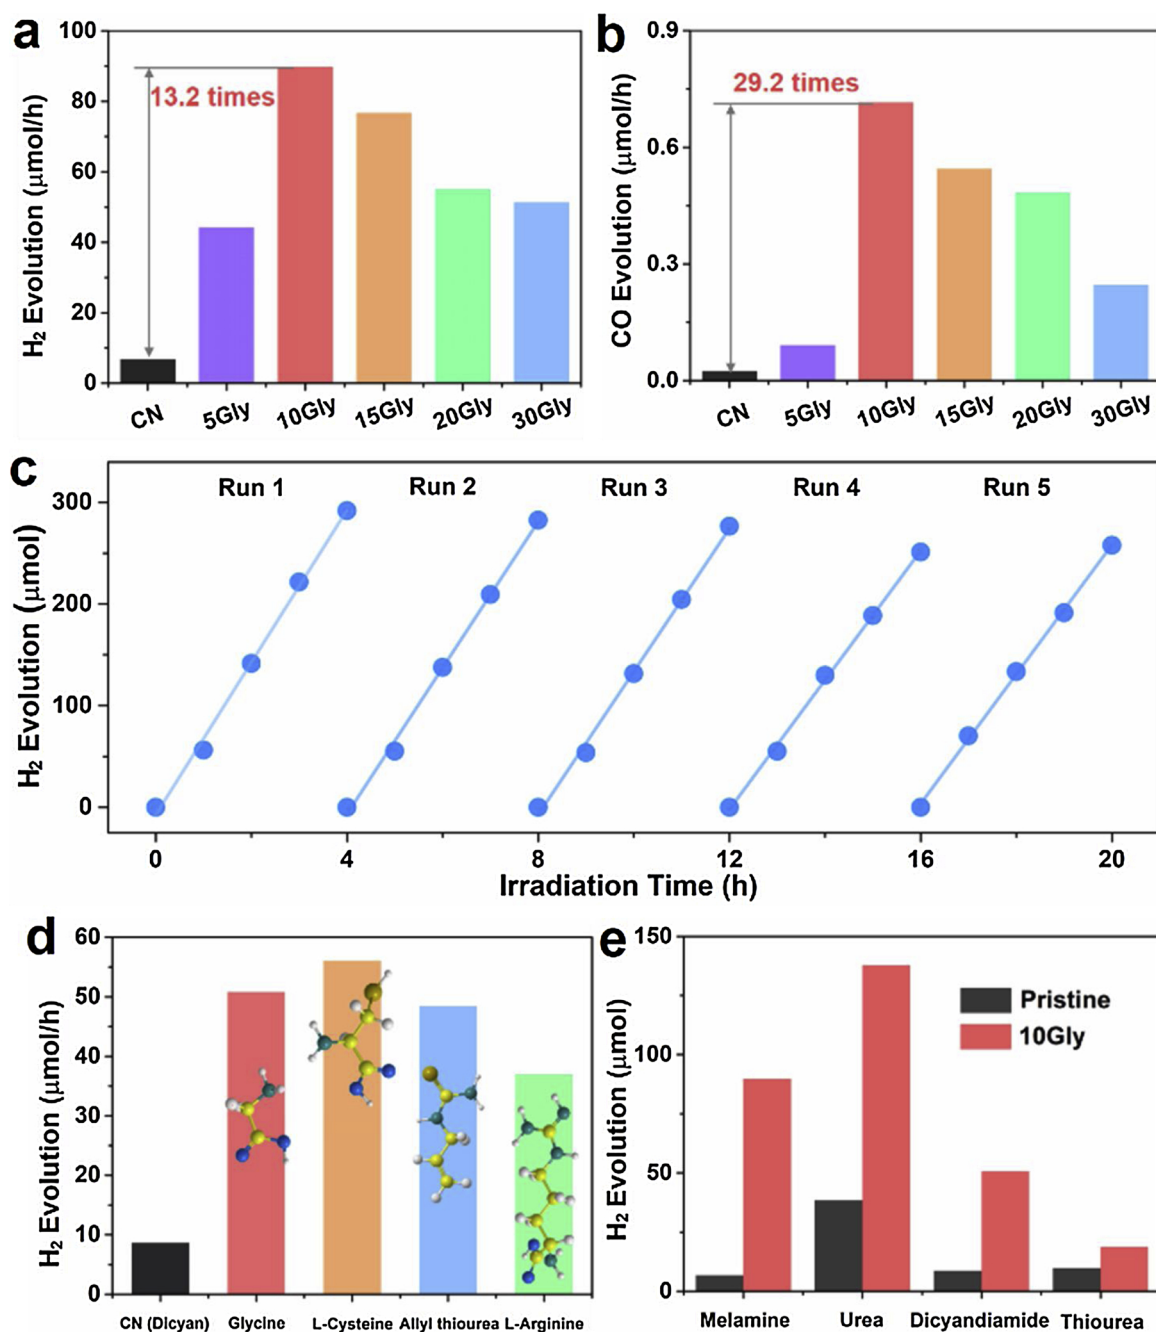 a
H₂ Evolution (μmol/h)
100
80
60
40
20
0
13.2 times
CN 5Gly 10Gly 15Gly 20Gly 30Gly
b
CO Evolution (μmol/h)
0.9
0.6
0.3
0.0
29.2 times
CN 5Gly 10Gly 15Gly 20Gly 30Gly
c
H₂ Evolution (μmol)
300
200
100
0
Run 1 Run 2 Run 3 Run 4 Run 5
0 4 8 12 16 20
Irradiation Time (h)
d
H₂ Evolution (μmol/h)
60
50
40
30
20
10
0
CN (Dicyan) Glycine L-Cysteine Allyl thiourea L-Arginine
e
H₂ Evolution (μmol)
150
100
50
0
Pristine
10Gly
Melamine Urea Dicyandiamide Thiourea